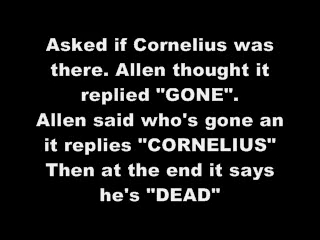 Asked if Cornelius was
there. Allen thought it
replied "GONE".
Allen said who's gone an
it replies "CORNELIUS"
Then at the end it says
he's "DEAD"